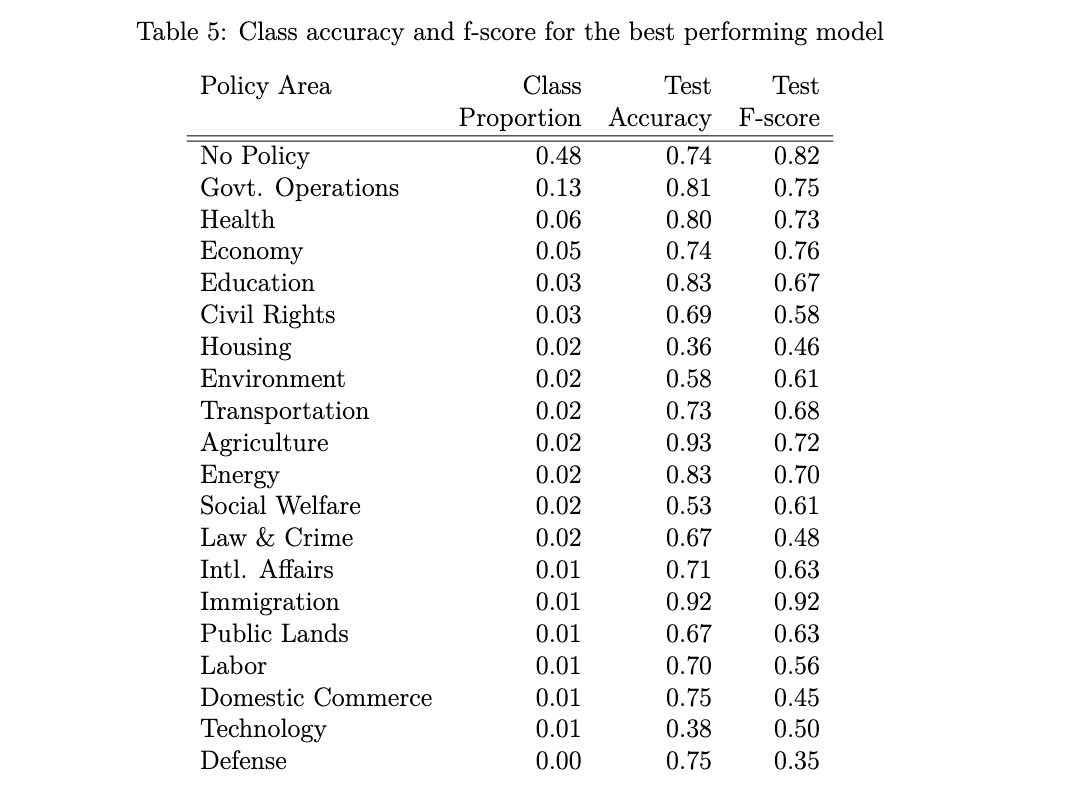 Table 5: Class accuracy and f-score for the best performing model
Policy Area Class Test Test
Proportion Accuracy F-score
No Policy 0.48 0.74 0.82
Govt. Operations 0.13 0.81 0.75
Health 0.06 0.80 0.73
Economy 0.05 0.74 0.76
Education 0.03 0.83 0.67
Civil Rights 0.03 0.69 0.58
Housing 0.02 0.36 0.46
Environment 0.02 0.58 0.61
Transportation 0.02 0.73 0.68
Agriculture 0.02 0.93 0.72
Energy 0.02 0.83 0.70
Social Welfare 0.02 0.53 0.61
Law & Crime 0.02 0.67 0.48
Intl. Affairs 0.01 0.71 0.63
Immigration 0.01 0.92 0.92
Public Lands 0.01 0.67 0.63
Labor 0.01 0.70 0.56
Domestic Commerce 0.01 0.75 0.45
Technology 0.01 0.38 0.50
Defense 0.00 0.75 0.35